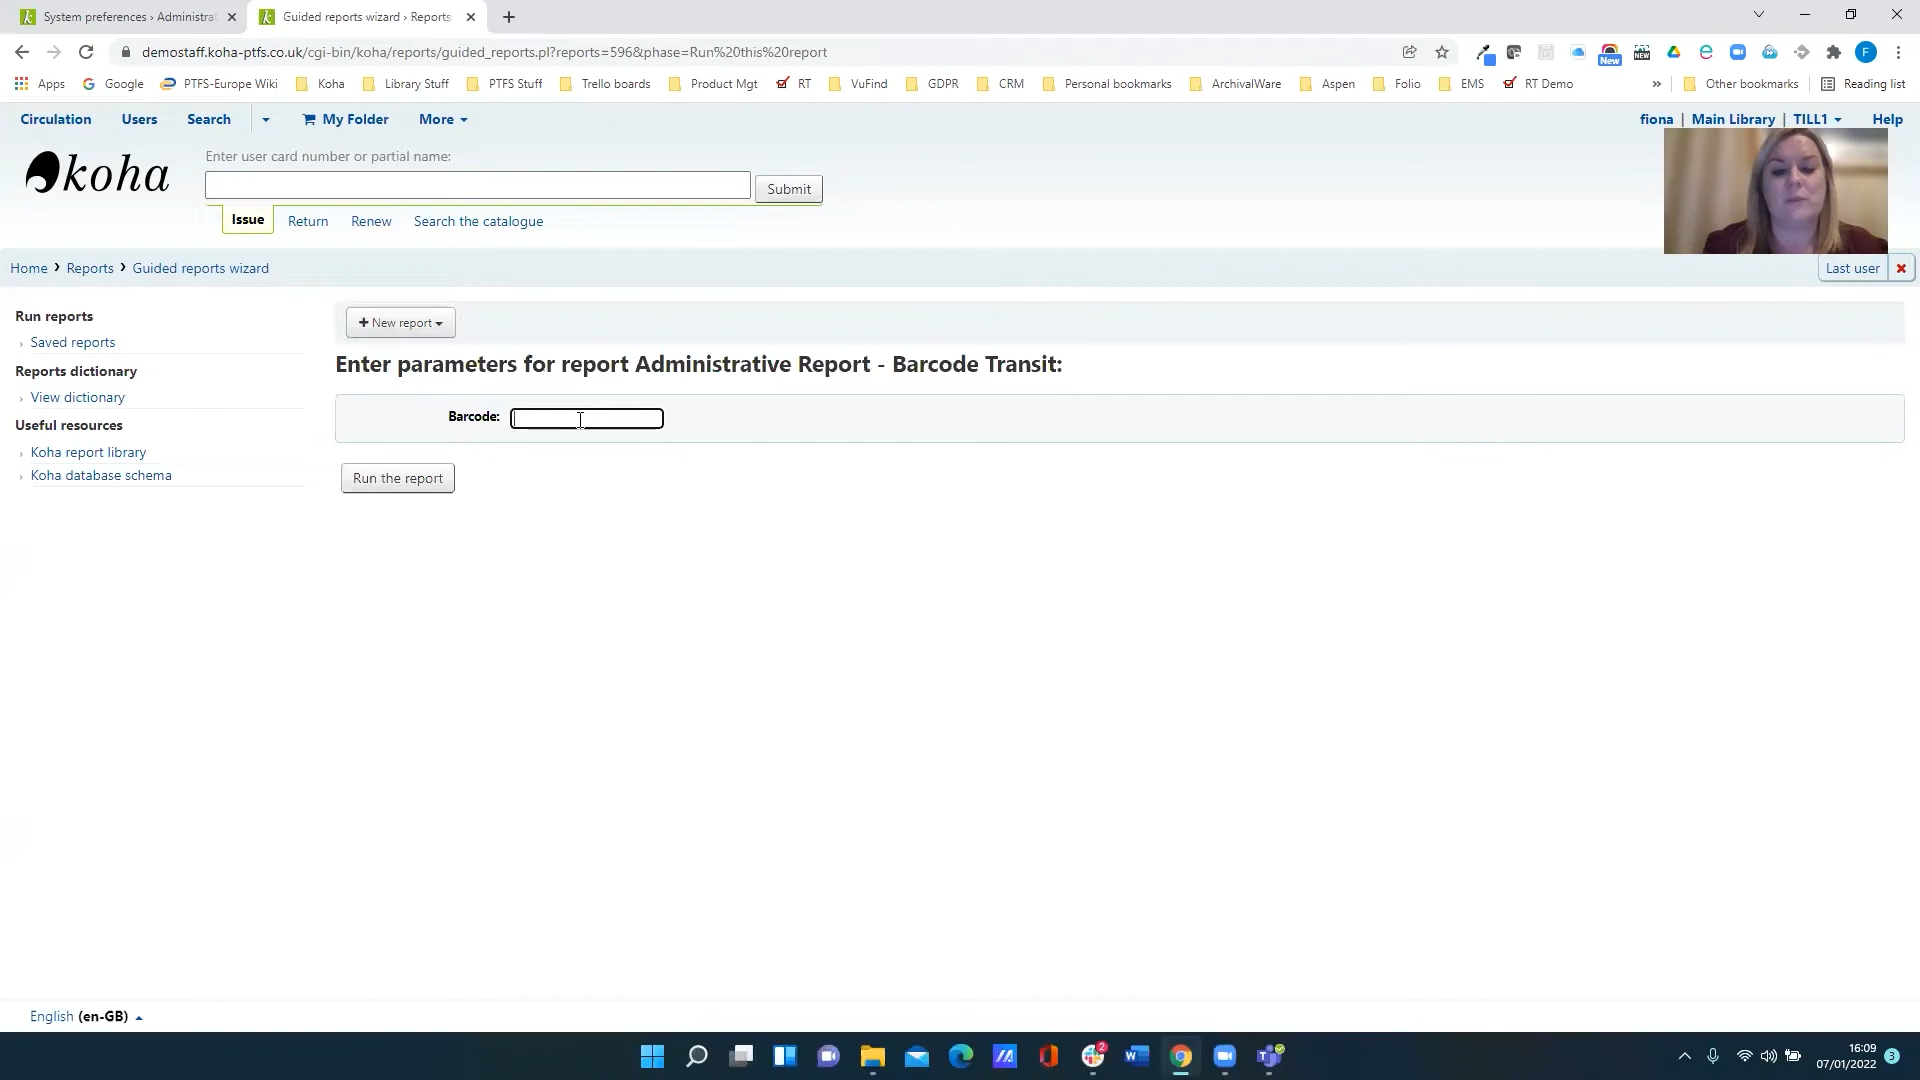 System preferences › Administra
Guided reports wizard › Reports
demostaff.koha-ptfs.co.uk/cgi-bin/koha/reports/guided_reports.pl?reports=596&phase=Run%20this%20report
New
NEW
F
Apps
Google
PTFS-Europe Wiki
Koha
Library Stuff
PTFS Stuff
Trello boards
Product Mgt
RT
VuFind
GDPR
CRM
Personal bookmarks
ArchivalWare
Aspen
Folio
EMS
RT Demo
»
Other bookmarks
Reading list
Circulation
Users
Search
My Folder
More
fiona | Main Library | TILL1
Help
koha
Enter user card number or partial name:
Submit
Issue
Return
Renew
Search the catalogue
Home › Reports › Guided reports wizard
Last user
Run reports
Saved reports
Reports dictionary
View dictionary
Useful resources
Koha report library
Koha database schema
+ New report
Enter parameters for report Administrative Report - Barcode Transit:
Barcode:
Run the report
English (en-GB)
2
16:09
07/01/2022
3